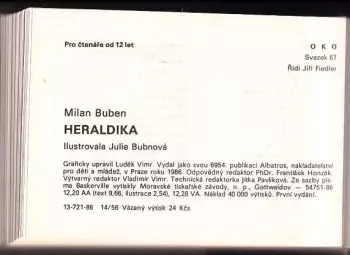 Pro čtenáře od 12 let
OKO
Svazek 67
Řídí Jiří Fiedler
Milan Buben
HERALDIKA
Ilustrovala Julie Bubnová
Graficky upravil Luděk Vimr. Vydal jako svou 6954. publikaci Albatros, nakladatelství
pro děti a mládež, v Praze roku 1986. Odpovědný redaktor PhDr. František Honzák.
Výtvarný redaktor Vladimír Vimr. Technická redaktorka Jitka Pavlíková. Ze sazby pís-
ma Baskerville vytiskly Moravské tiskařské závody, n. p., Gottwaldov – 54751-86
12,20 AA (text 9,66, ilustrace 2,54), 12,28 VA. Náklad 40 000 výtisků. První vydání.
13-721-86 14/56 Vázaný výtisk 24 Kčs